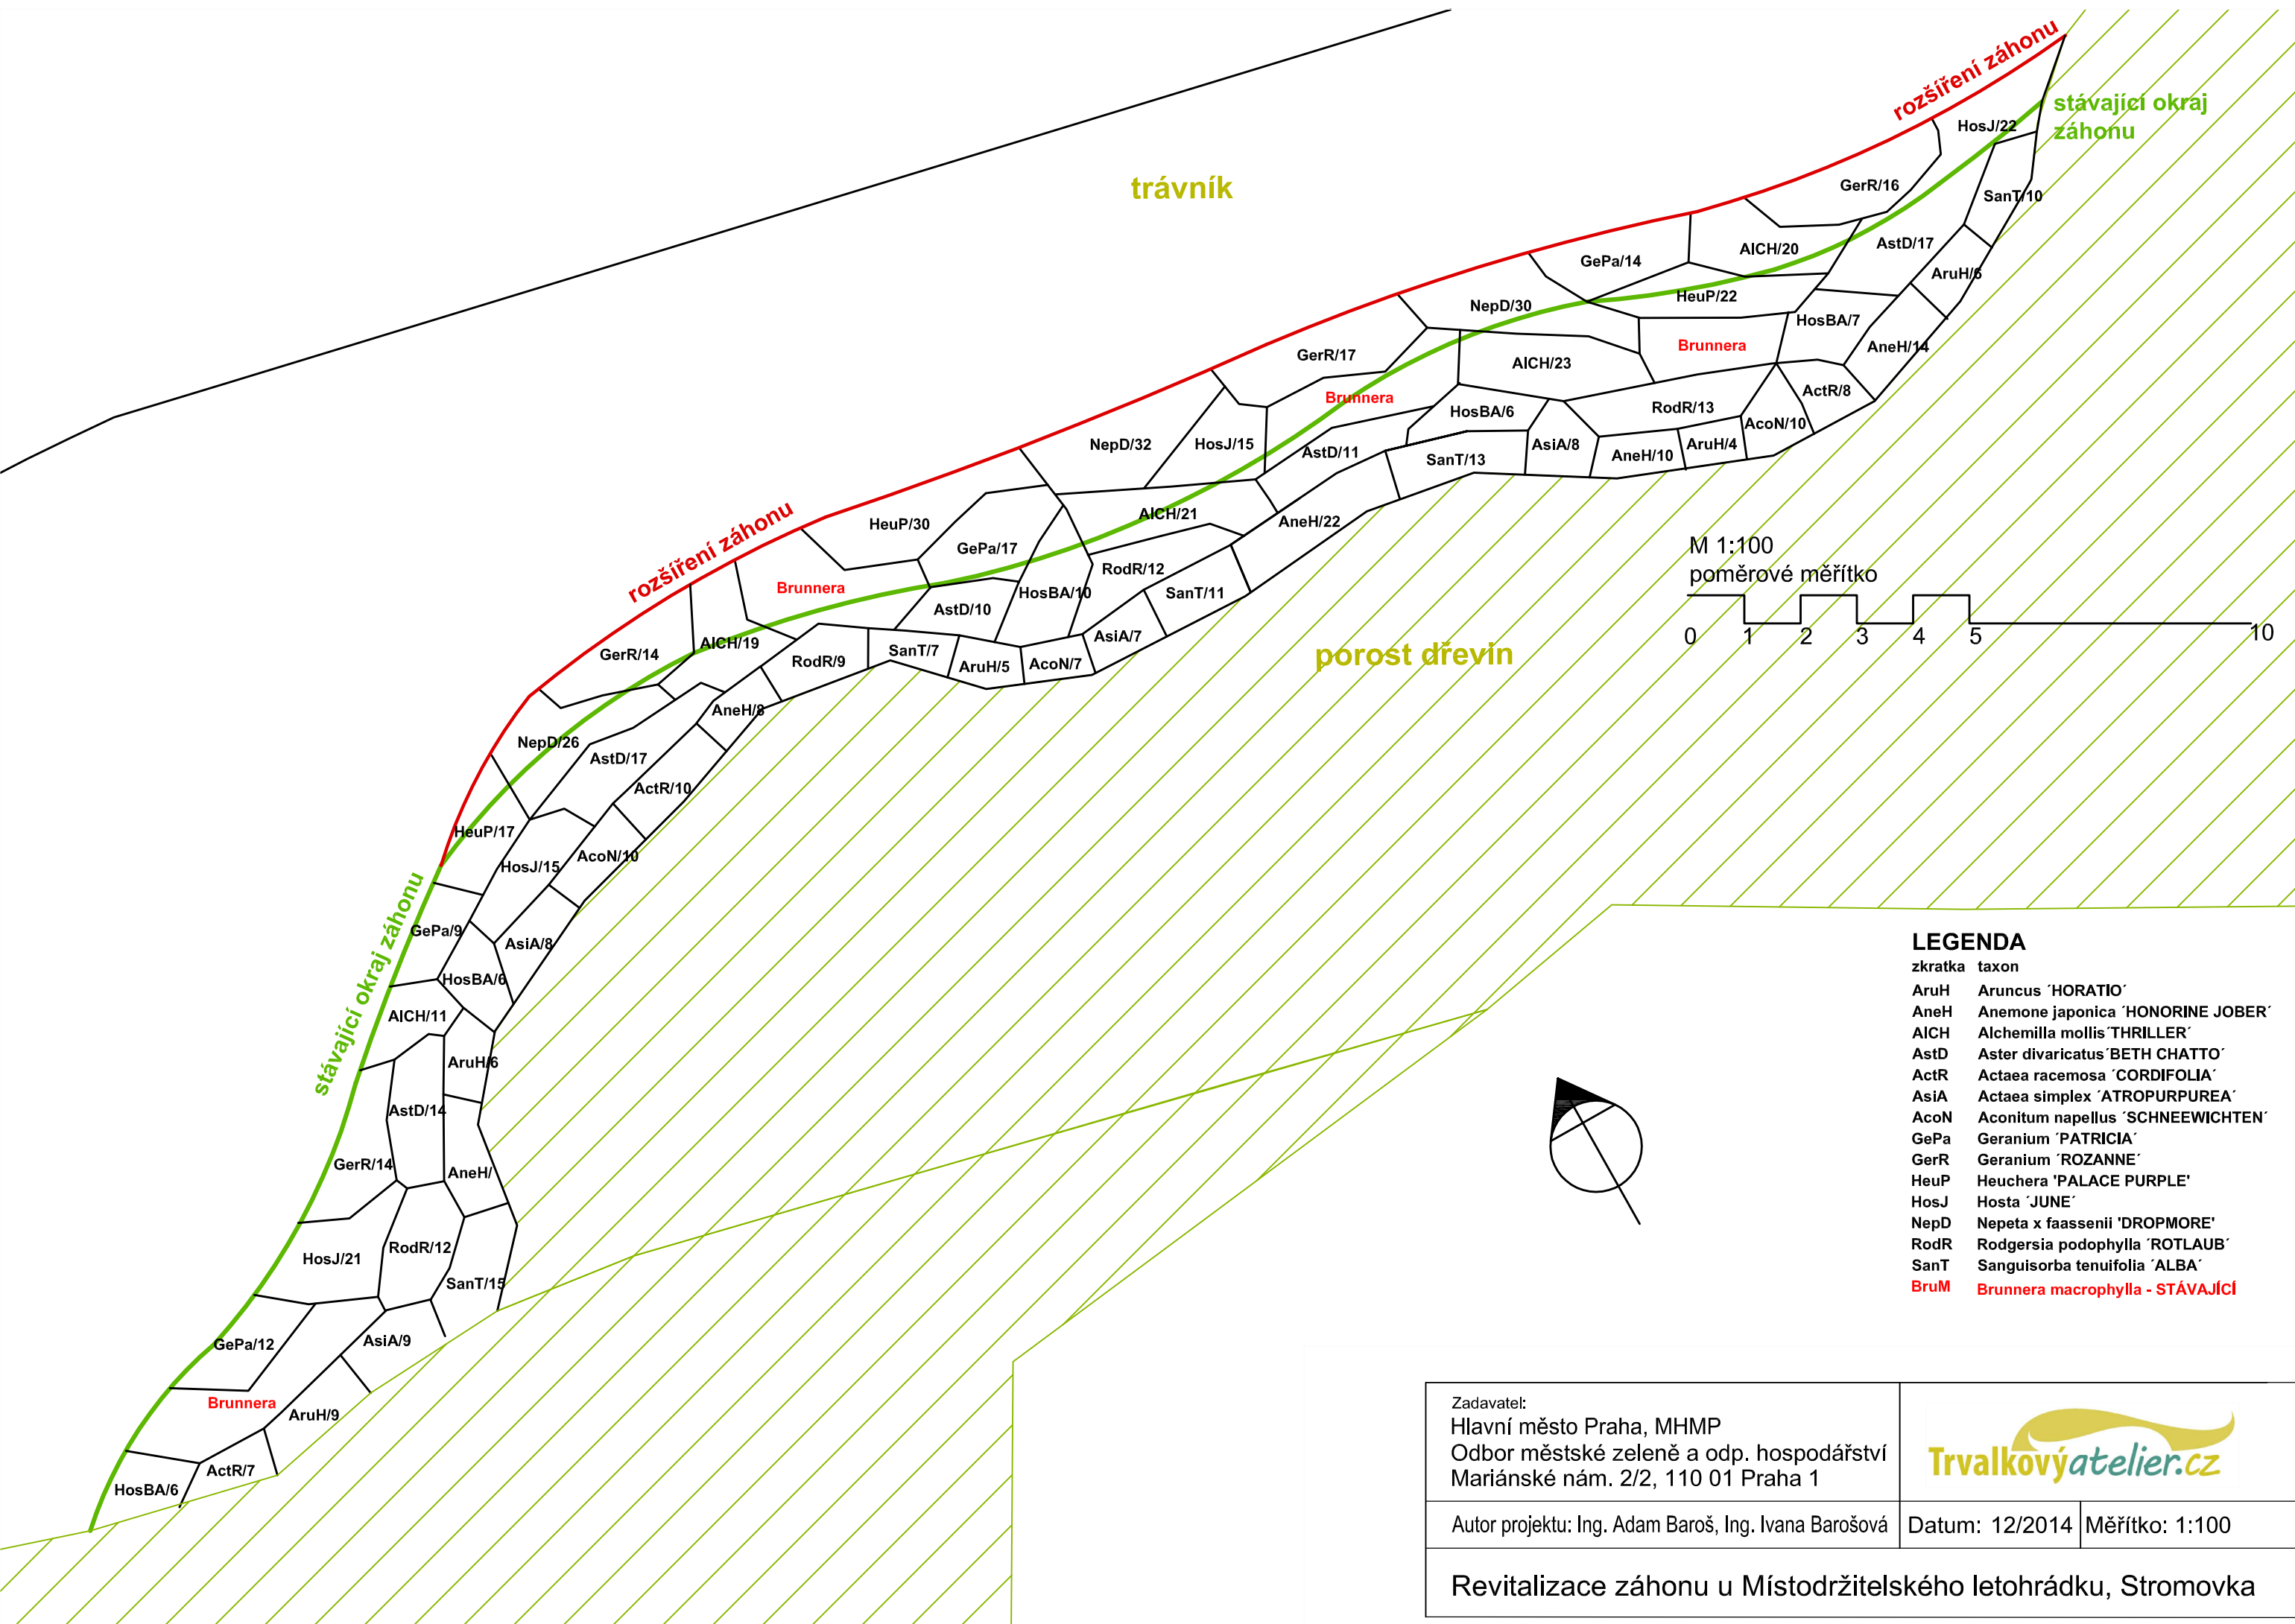 rozšíření záhonu
stávající okraj
záhonu
HosJ/22
GerR/16
SanT/10
trávník
AlCH/20
AstD/17
GePa/14
AruH/6
HeuP/22
NepD/30
HosBA/7
Brunnera
AneH/14
GerR/17
AlCH/23
ActR/8
Brunnera
RodR/13
HosBA/6
AcoN/10
NepD/32
HosJ/15
AstD/11
AsiA/8
AruH/4
AneH/10
SanT/13
rozšíření záhonu
HeuP/30
AlCH/21
AneH/22
GePa/17
M 1:100
poměrové měřítko
0 1 2 3 4 5 10
RodR/12
Brunnera
HosBA/10
SanT/11
AstD/10
AlCH/19
AsiA/7
GerR/14
RodR/9
SanT/7
AruH/5
AcoN/7
porost dřevin
AneH/8
NepD/26
AstD/17
ActR/10
HeuP/17
HosJ/15
AcoN/10
stávající okraj záhonu
GePa/9
AsiA/8
HosBA/6
AlCH/11
AruH/6
AstD/14
GerR/14
AneH/
RodR/12
HosJ/21
SanT/15
GePa/12
AsiA/9
Brunnera
AruH/9
ActR/7
HosBA/6
LEGENDA
zkratka taxon
AruH Aruncus ´HORATIO´
AneH Anemone japonica ´HONORINE JOBER´
AlCH Alchemilla mollis´THRILLER´
AstD Aster divaricatus´BETH CHATTO´
ActR Actaea racemosa ´CORDIFOLIA´
AsiA Actaea simplex ´ATROPURPUREA´
AcoN Aconitum napellus ´SCHNEEWICHTEN´
GePa Geranium ´PATRICIA´
GerR Geranium ´ROZANNE´
HeuP Heuchera 'PALACE PURPLE'
HosJ Hosta ´JUNE´
NepD Nepeta x faassenii 'DROPMORE'
RodR Rodgersia podophylla ´ROTLAUB´
SanT Sanguisorba tenuifolia ´ALBA´
BruM Brunnera macrophylla - STÁVAJÍCÍ
Zadavatel:
Hlavní město Praha, MHMP
Odbor městské zeleně a odp. hospodářství
Mariánské nám. 2/2, 110 01 Praha 1
Trvalkovýatelier.cz
Autor projektu: Ing. Adam Baroš, Ing. Ivana Barošová
Datum: 12/2014
Měřítko: 1:100
Revitalizace záhonu u Místodržitelského letohrádku, Stromovka